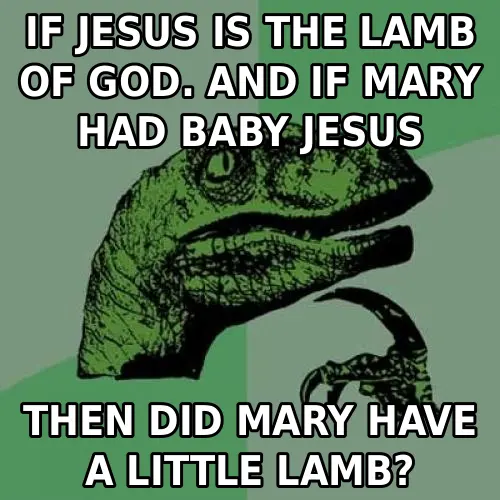 IF JESUS IS THE LAMB
OF GOD. AND IF MARY
HAD BABY JESUS
THEN DID MARY HAVE
A LITTLE LAMB?